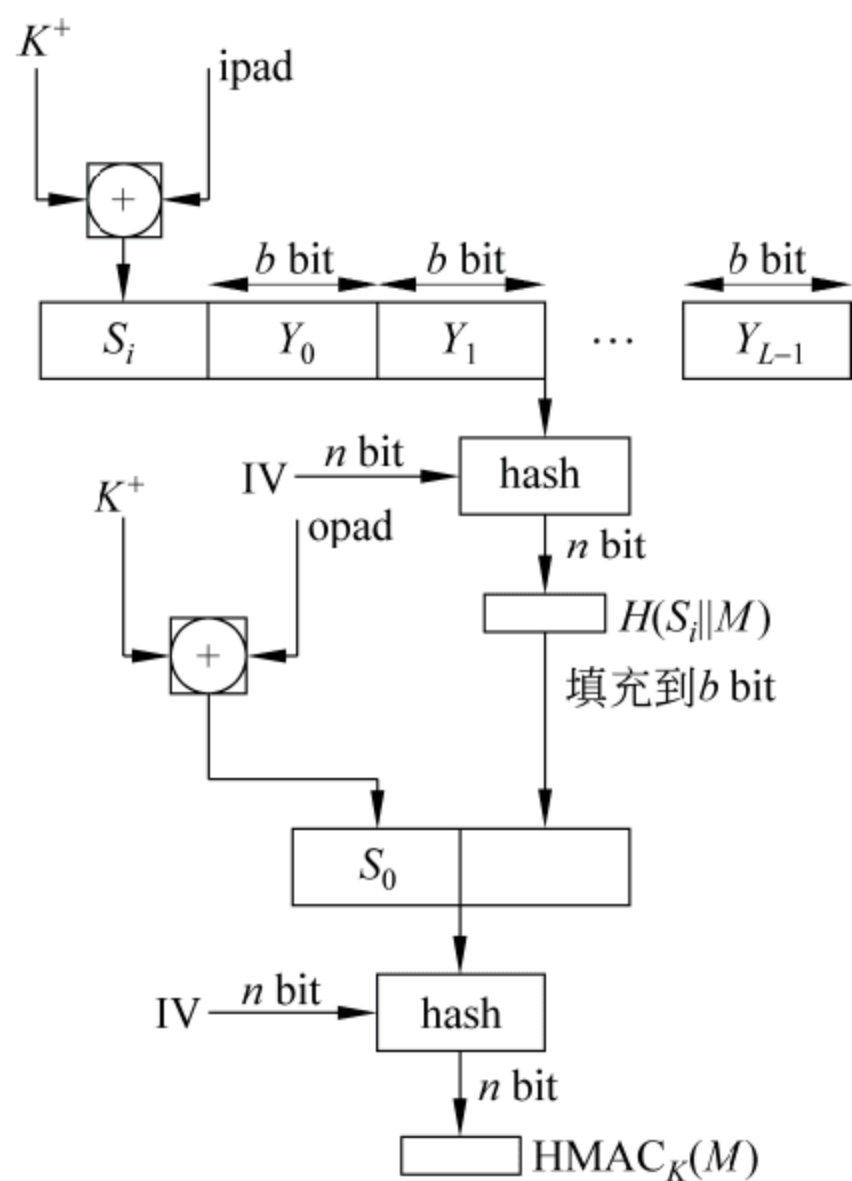 K⁺
ipad
+
b bit b bit b bit
Sᵢ Y₀ Y₁ … Y_{L−1}
IV n bit hash
K⁺
opad
n bit
H(Sᵢ||M)
+
填充到b bit
S₀
IV n bit hash
n bit
HMAC_K(M)